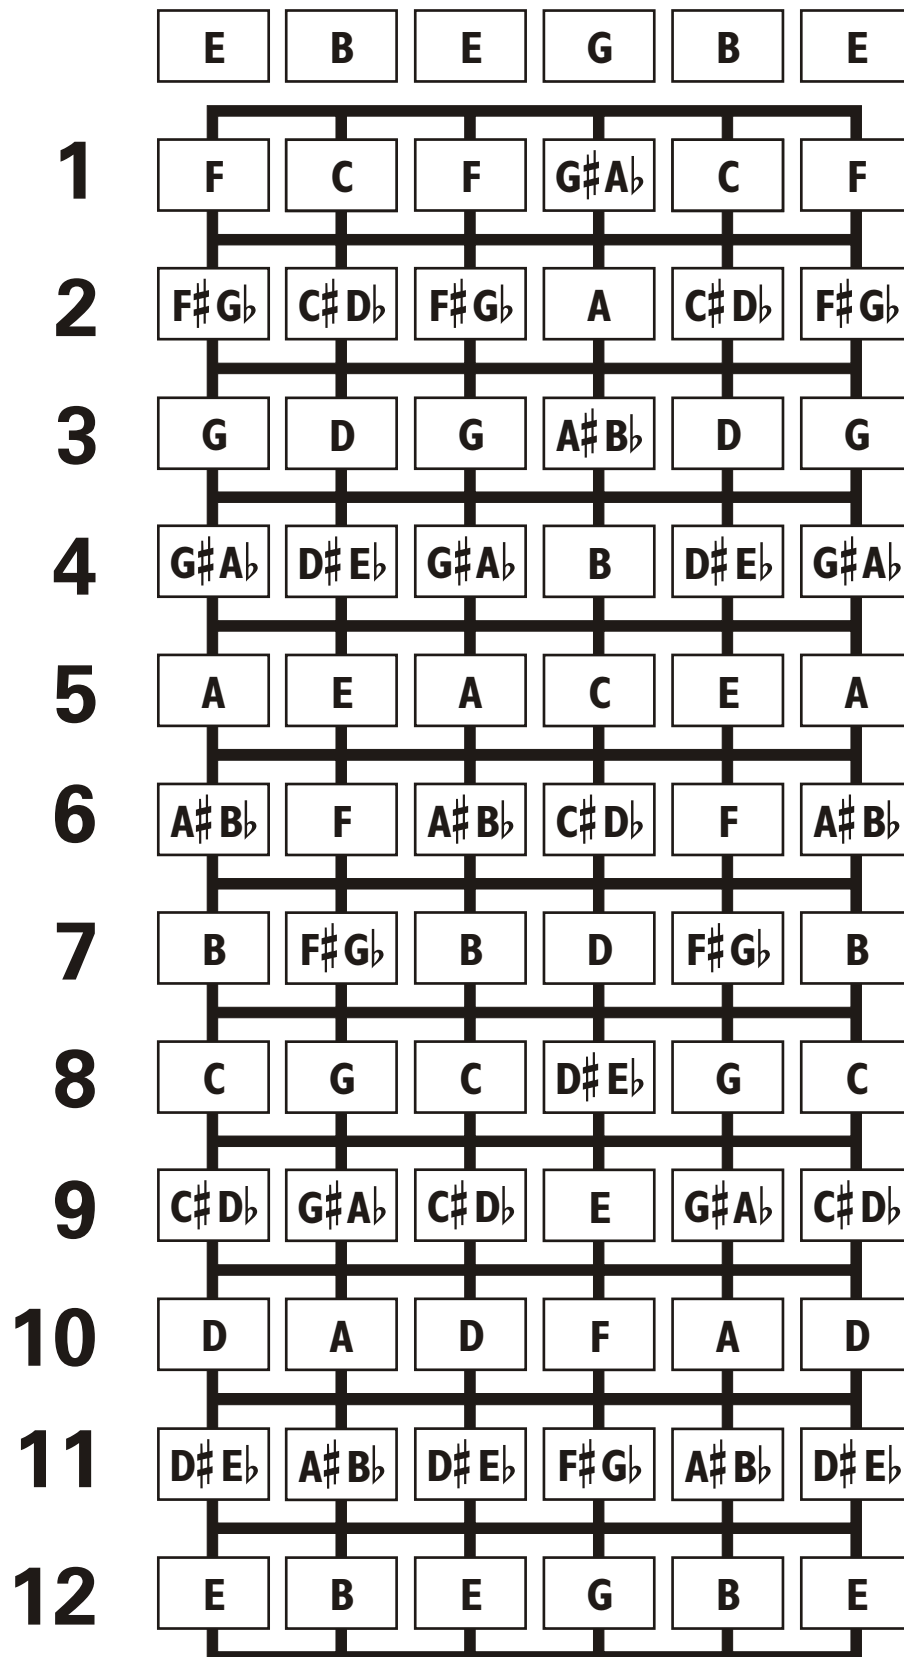 E B E G B E
1 F C F G♯A♭ C F
2 F♯G♭ C♯D♭ F♯G♭ A C♯D♭ F♯G♭
3 G D G A♯B♭ D G
4 G♯A♭ D♯E♭ G♯A♭ B D♯E♭ G♯A♭
5 A E A C E A
6 A♯B♭ F A♯B♭ C♯D♭ F A♯B♭
7 B F♯G♭ B D F♯G♭ B
8 C G C D♯E♭ G C
9 C♯D♭ G♯A♭ C♯D♭ E G♯A♭ C♯D♭
10 D A D F A D
11 D♯E♭ A♯B♭ D♯E♭ F♯G♭ A♯B♭ D♯E♭
12 E B E G B E